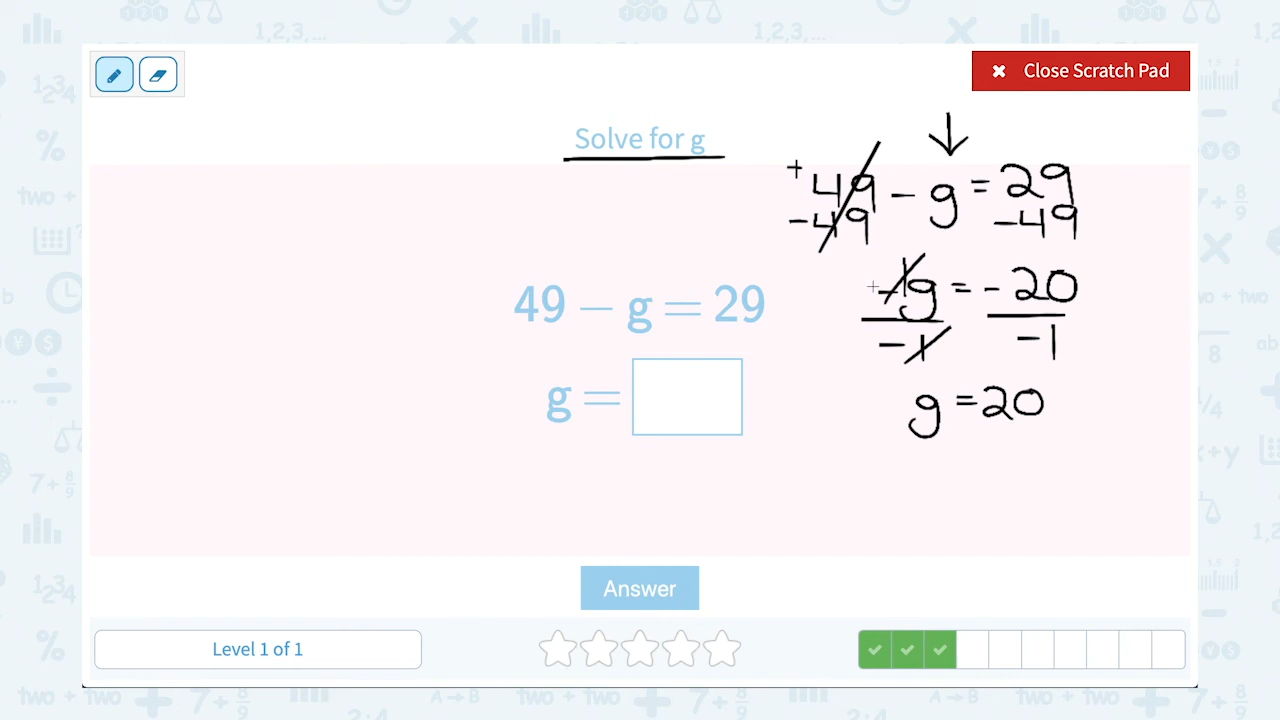 Close Scratch Pad
Solve for g
+49 - g = 29
-49 -49
-1g = -20
-1 -1
g = 20
49 − g = 29
g =
Answer
Level 1 of 1